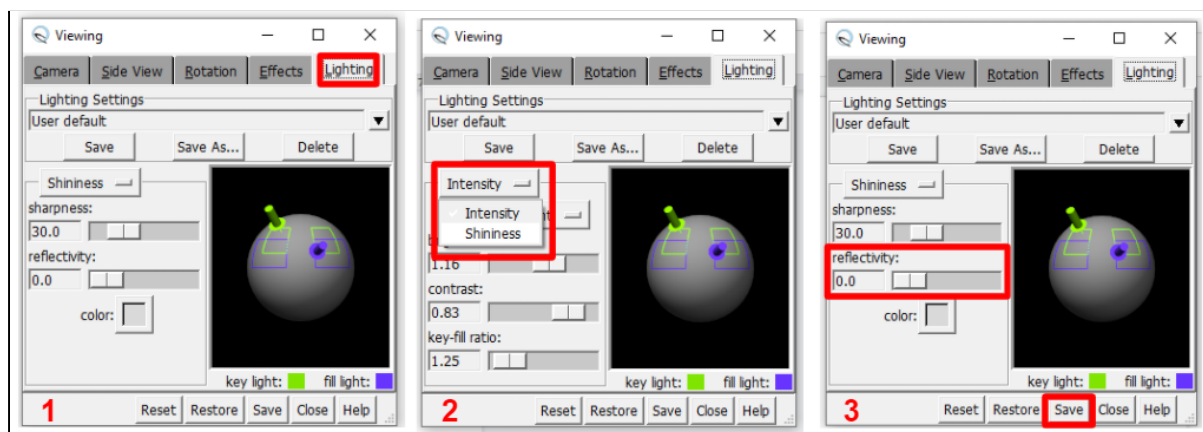 Viewing
Camera Side View Rotation Effects Lighting
Lighting Settings
User default
Save Save As... Delete
Shininess
sharpness:
30.0
reflectivity:
0.0
color:
key light: fill light:
1 Reset Restore Save Close Help
Viewing
Camera Side View Rotation Effects Lighting
Lighting Settings
User default
Save Save As... Delete
Intensity
Intensity
Shininess
1.16
contrast:
0.83
key-fill ratio:
1.25
key light: fill light:
2 Reset Restore Save Close Help
Viewing
Camera Side View Rotation Effects Lighting
Lighting Settings
User default
Save Save As... Delete
Shininess
sharpness:
30.0
reflectivity:
0.0
color:
key light: fill light:
3 Reset Restore Save Close Help